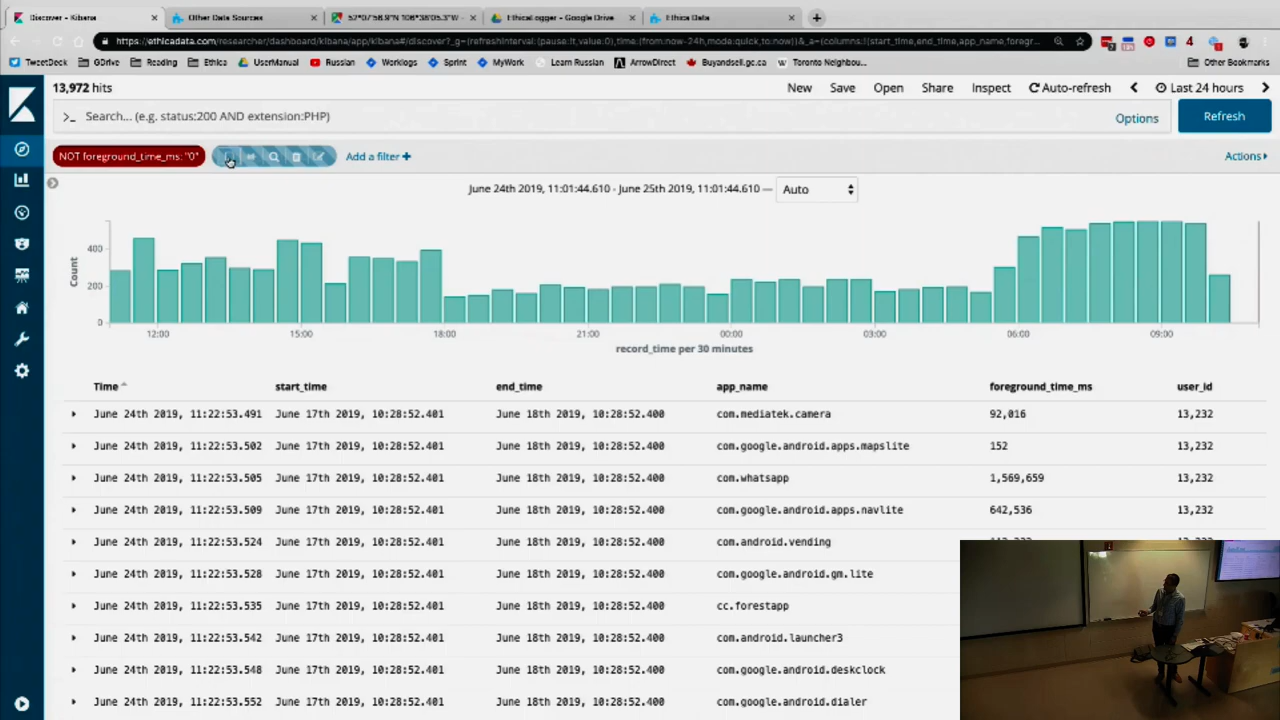 Discover - Kibana
Other Data Sources
52°07'58.9"N 106°38'05.3"W -
EthicaLogger - Google Drive
Ethica Data
https://ethicadata.com/researcher/dashboard/kibana/app/kibana#/discover?_g=(refreshInterval:(pause:!t,value:0),time:(from:now-24h,mode:quick,to:now))&_a=(columns:!(start_time,end_time,app_name,foregr...
TweetDeck
GDrive
Reading
Ethica
UserManual
Russian
Worklogs
Sprint
MyWork
Learn Russian
ArrowDirect
Buyandsell.gc.ca
Toronto Neighbou...
Other Bookmarks
13,972 hits
New
Save
Open
Share
Inspect
Auto-refresh
Last 24 hours
>_ Search... (e.g. status:200 AND extension:PHP)
Options
Refresh
NOT foreground_time_ms: "0"
Add a filter +
Actions
June 24th 2019, 11:01:44.610 - June 25th 2019, 11:01:44.610 —
Auto
Count
400
200
0
12:00
15:00
18:00
21:00
00:00
03:00
06:00
09:00
record_time per 30 minutes
Time start_time end_time app_name foreground_time_ms user_id
June 24th 2019, 11:22:53.491 June 17th 2019, 10:28:52.401 June 18th 2019, 10:28:52.400 com.mediatek.camera 92,016 13,232
June 24th 2019, 11:22:53.502 June 17th 2019, 10:28:52.401 June 18th 2019, 10:28:52.400 com.google.android.apps.mapslite 152 13,232
June 24th 2019, 11:22:53.505 June 17th 2019, 10:28:52.401 June 18th 2019, 10:28:52.400 com.whatsapp 1,569,659 13,232
June 24th 2019, 11:22:53.509 June 17th 2019, 10:28:52.401 June 18th 2019, 10:28:52.400 com.google.android.apps.navlite 642,536 13,232
June 24th 2019, 11:22:53.524 June 17th 2019, 10:28:52.401 June 18th 2019, 10:28:52.400 com.android.vending
June 24th 2019, 11:22:53.528 June 17th 2019, 10:28:52.401 June 18th 2019, 10:28:52.400 com.google.android.gm.lite
June 24th 2019, 11:22:53.535 June 17th 2019, 10:28:52.401 June 18th 2019, 10:28:52.400 cc.forestapp
June 24th 2019, 11:22:53.542 June 17th 2019, 10:28:52.401 June 18th 2019, 10:28:52.400 com.android.launcher3
June 24th 2019, 11:22:53.548 June 17th 2019, 10:28:52.401 June 18th 2019, 10:28:52.400 com.google.android.deskclock
June 24th 2019, 11:22:53.552 June 17th 2019, 10:28:52.401 June 18th 2019, 10:28:52.400 com.google.android.dialer